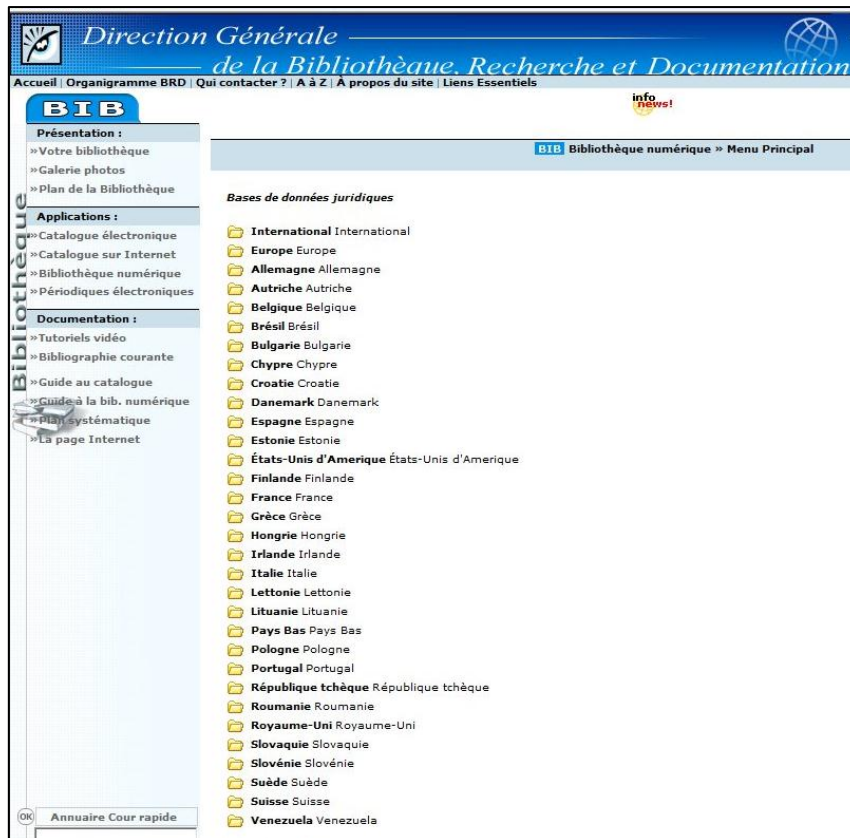 Direction Générale
de la Bibliothèque, Recherche et Documentation
Accueil | Organigramme BRD | Qui contacter ? | A à Z | À propos du site | Liens Essentiels
info
news!
BIB
Présentation :
»Votre bibliothèque
»Galerie photos
»Plan de la Bibliothèque
Applications :
»Catalogue électronique
»Catalogue sur Internet
»Bibliothèque numérique
»Périodiques électroniques
Documentation :
»Tutoriels vidéo
»Bibliographie courante
»Guide au catalogue
»Guide à la bib. numérique
»Plan systématique
»La page Internet
Bibliothèque
OK Annuaire Cour rapide
BIB Bibliothèque numérique » Menu Principal
Bases de données juridiques
International International
Europe Europe
Allemagne Allemagne
Autriche Autriche
Belgique Belgique
Brésil Brésil
Bulgarie Bulgarie
Chypre Chypre
Croatie Croatie
Danemark Danemark
Espagne Espagne
Estonie Estonie
États-Unis d'Amerique États-Unis d'Amerique
Finlande Finlande
France France
Grèce Grèce
Hongrie Hongrie
Irlande Irlande
Italie Italie
Lettonie Lettonie
Lituanie Lituanie
Pays Bas Pays Bas
Pologne Pologne
Portugal Portugal
République tchèque République tchèque
Roumanie Roumanie
Royaume-Uni Royaume-Uni
Slovaquie Slovaquie
Slovénie Slovénie
Suède Suède
Suisse Suisse
Venezuela Venezuela